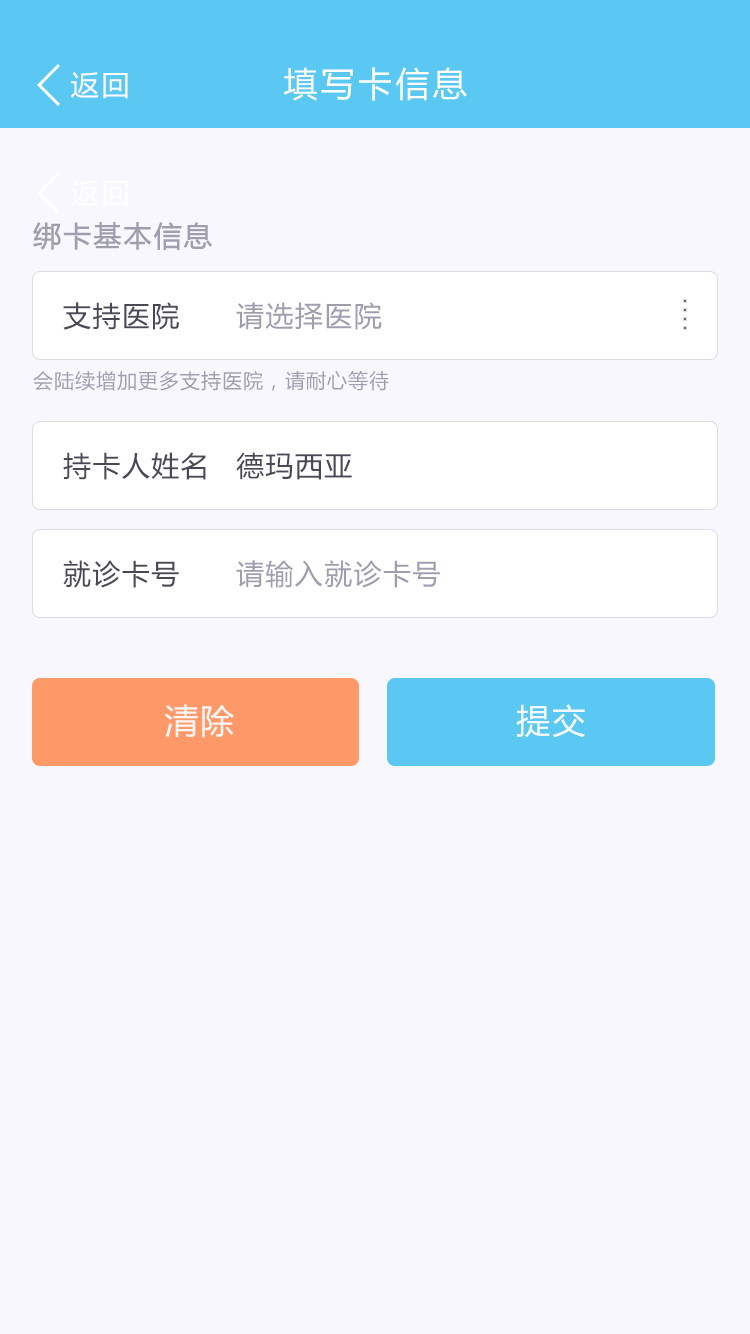 返回 填写卡信息
返回
绑卡基本信息
支持医院 请选择医院
会陆续增加更多支持医院，请耐心等待
持卡人姓名 德玛西亚
就诊卡号 请输入就诊卡号
清除 提交